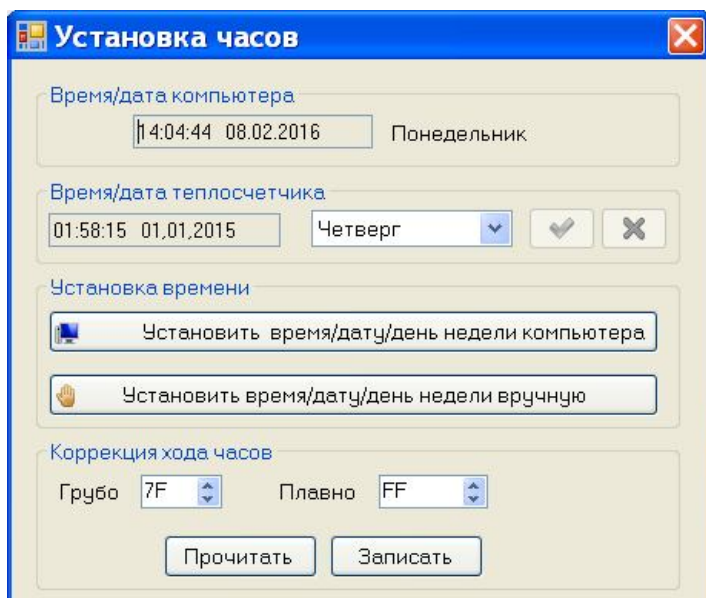 Установка часов
Время/дата компьютера
14:04:44 08.02.2016 Понедельник
Время/дата теплосчетчика
01:58:15 01,01,2015 Четверг
Установка времени
Установить время/дату/день недели компьютера
Установить время/дату/день недели вручную
Коррекция хода часов
Грубо 7F Плавно FF
Прочитать Записать